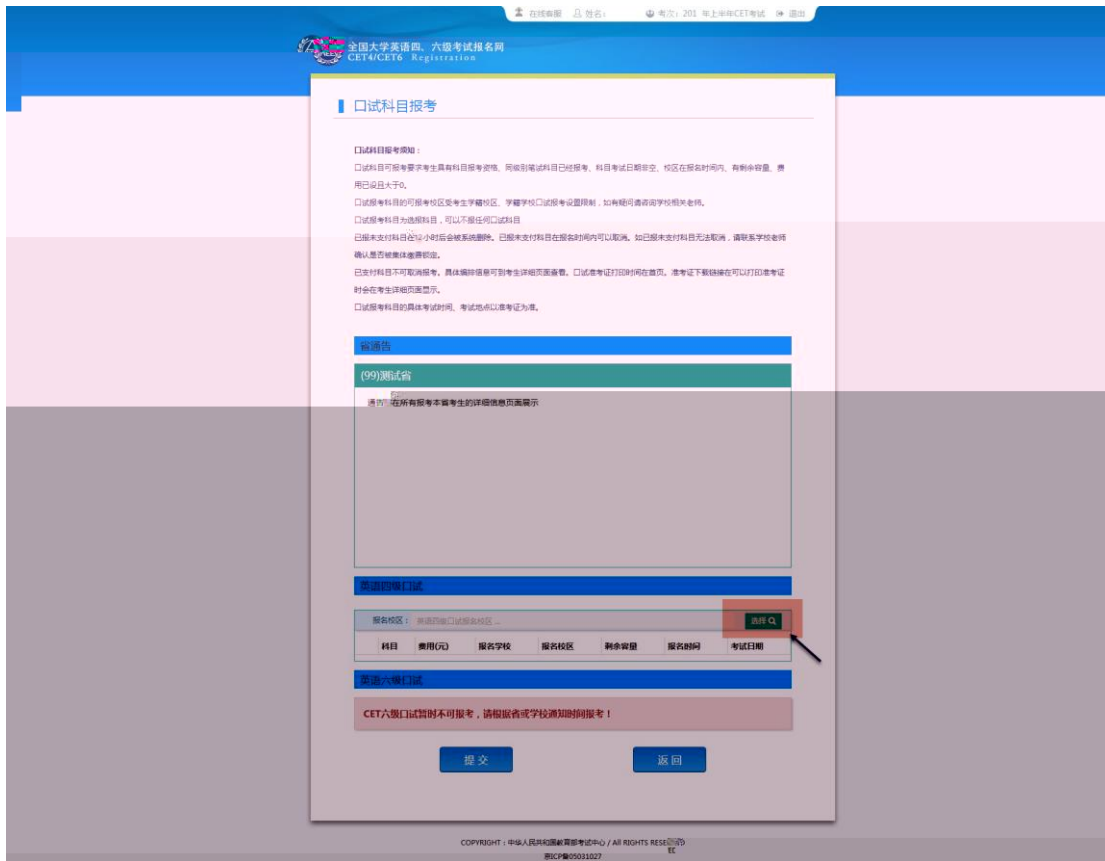 在线客服 姓名: 考次:201 年上半年CET考试 退出
全国大学英语四、六级考试报名网
CET4/CET6 Registration
口试科目报考
口试科目报考须知:
口试科目可报考要求考生具有科目报考资格、同级别笔试科目已经报考、科目考试日期非空、校区在报名时间内、有剩余容量、费
用已设且大于0。
口试报考科目的可报考校区受考生学籍校区、学籍学校口试报考设置限制,如有疑问请咨询学校相关老师。
口试报考科目为选报科目,可以不报任何口试科目
已报未支付科目在 小时后会被系统删除。已报未支付科目在报名时间内可以取消。如已报未支付科目无法取消,请联系学校老师
确认是否被集体缴费锁定。
已支付科目不可取消报考。具体编排信息可到考生详细页面查看。口试准考证打印时间在首页。准考证下载链接在可以打印准考证
时会在考生详细页面显示。
口试报考科目的具体考试时间、考试地点以准考证为准。
省通告
(99)测试省
通告 在所有报考本省考生的详细信息页面展示
英语四级口试
报名校区: 英语四级口试报名校区 ... 选择
科目 费用(元) 报名学校 报名校区 剩余容量 报名时间 考试日期
英语六级口试
CET六级口试暂时不可报考,请根据省或学校通知时间报考!
提 交 返 回
COPYRIGHT:中华人民共和国教育部考试中心 / All RIGHTS
京ICP备05031027